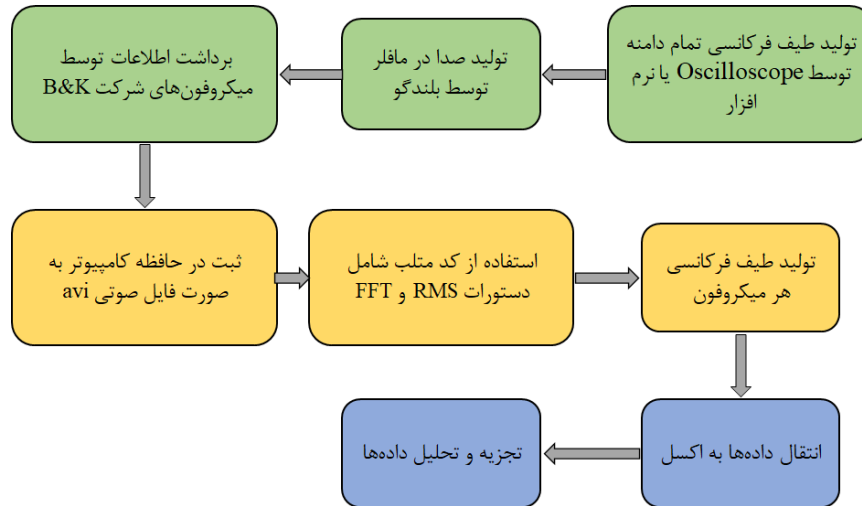 تولید طیف فرکانسی تمام دامنه
توسط Oscilloscope یا نرم
افزار
تولید صدا در مافلر
توسط بلندگو
برداشت اطلاعات توسط
میکروفون‌های شرکت B&K
ثبت در حافظه کامپیوتر به
صورت فایل صوتی avi
استفاده از کد متلب شامل
دستورات RMS و FFT
تولید طیف فرکانسی
هر میکروفون
انتقال داده‌ها به اکسل
تجزیه و تحلیل داده‌ها